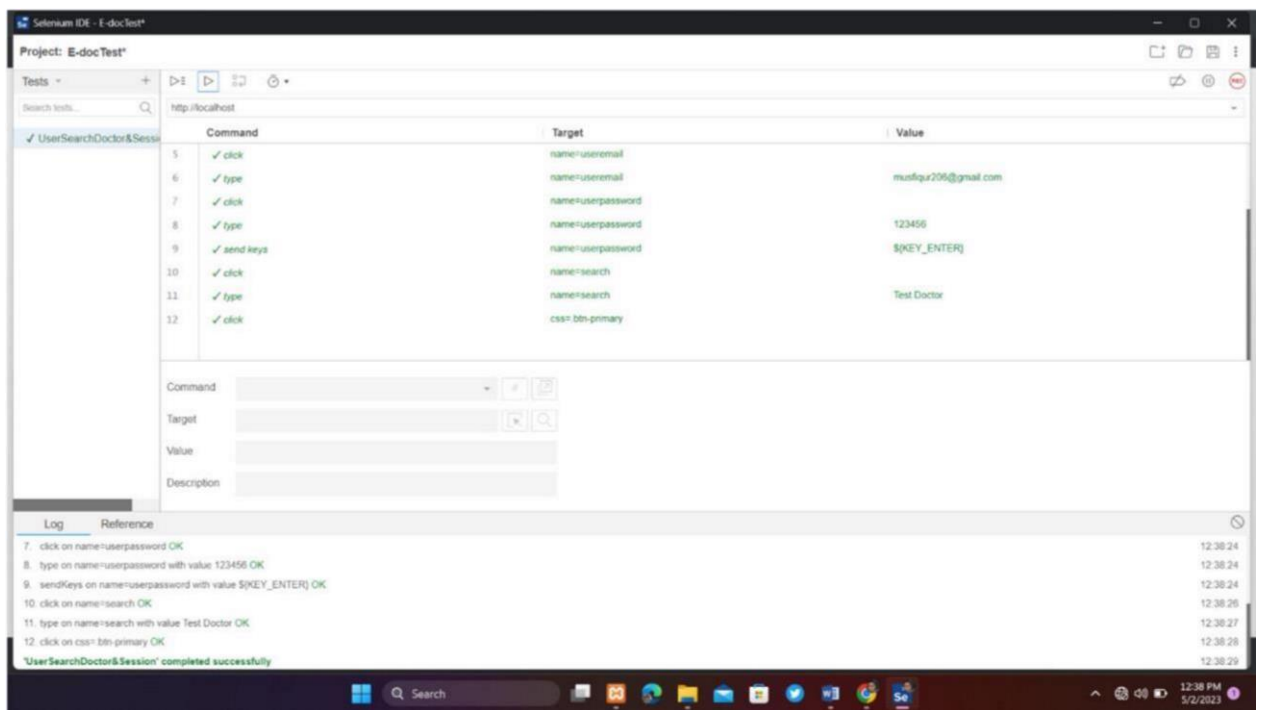 Selenium IDE - E-docTest*
Project: E-docTest*
Tests
Search tests...
http://localhost
✓ UserSearchDoctor&Sessi
Command Target Value
5 ✓ click name=useremail
6 ✓ type name=useremail musfiqur206@gmail.com
7 ✓ click name=userpassword
8 ✓ type name=userpassword 123456
9 ✓ send keys name=userpassword ${KEY_ENTER}
10 ✓ click name=search
11 ✓ type name=search Test Doctor
12 ✓ click css=.btn-primary
Command
Target
Value
Description
Log Reference
7. click on name=userpassword OK 12:38:24
8. type on name=userpassword with value 123456 OK 12:38:24
9. sendKeys on name=userpassword with value ${KEY_ENTER} OK 12:38:24
10. click on name=search OK 12:38:26
11. type on name=search with value Test Doctor OK 12:38:27
12. click on css=.btn-primary OK 12:38:28
'UserSearchDoctor&Session' completed successfully 12:38:29
Search
Se
12:38 PM
5/2/2023